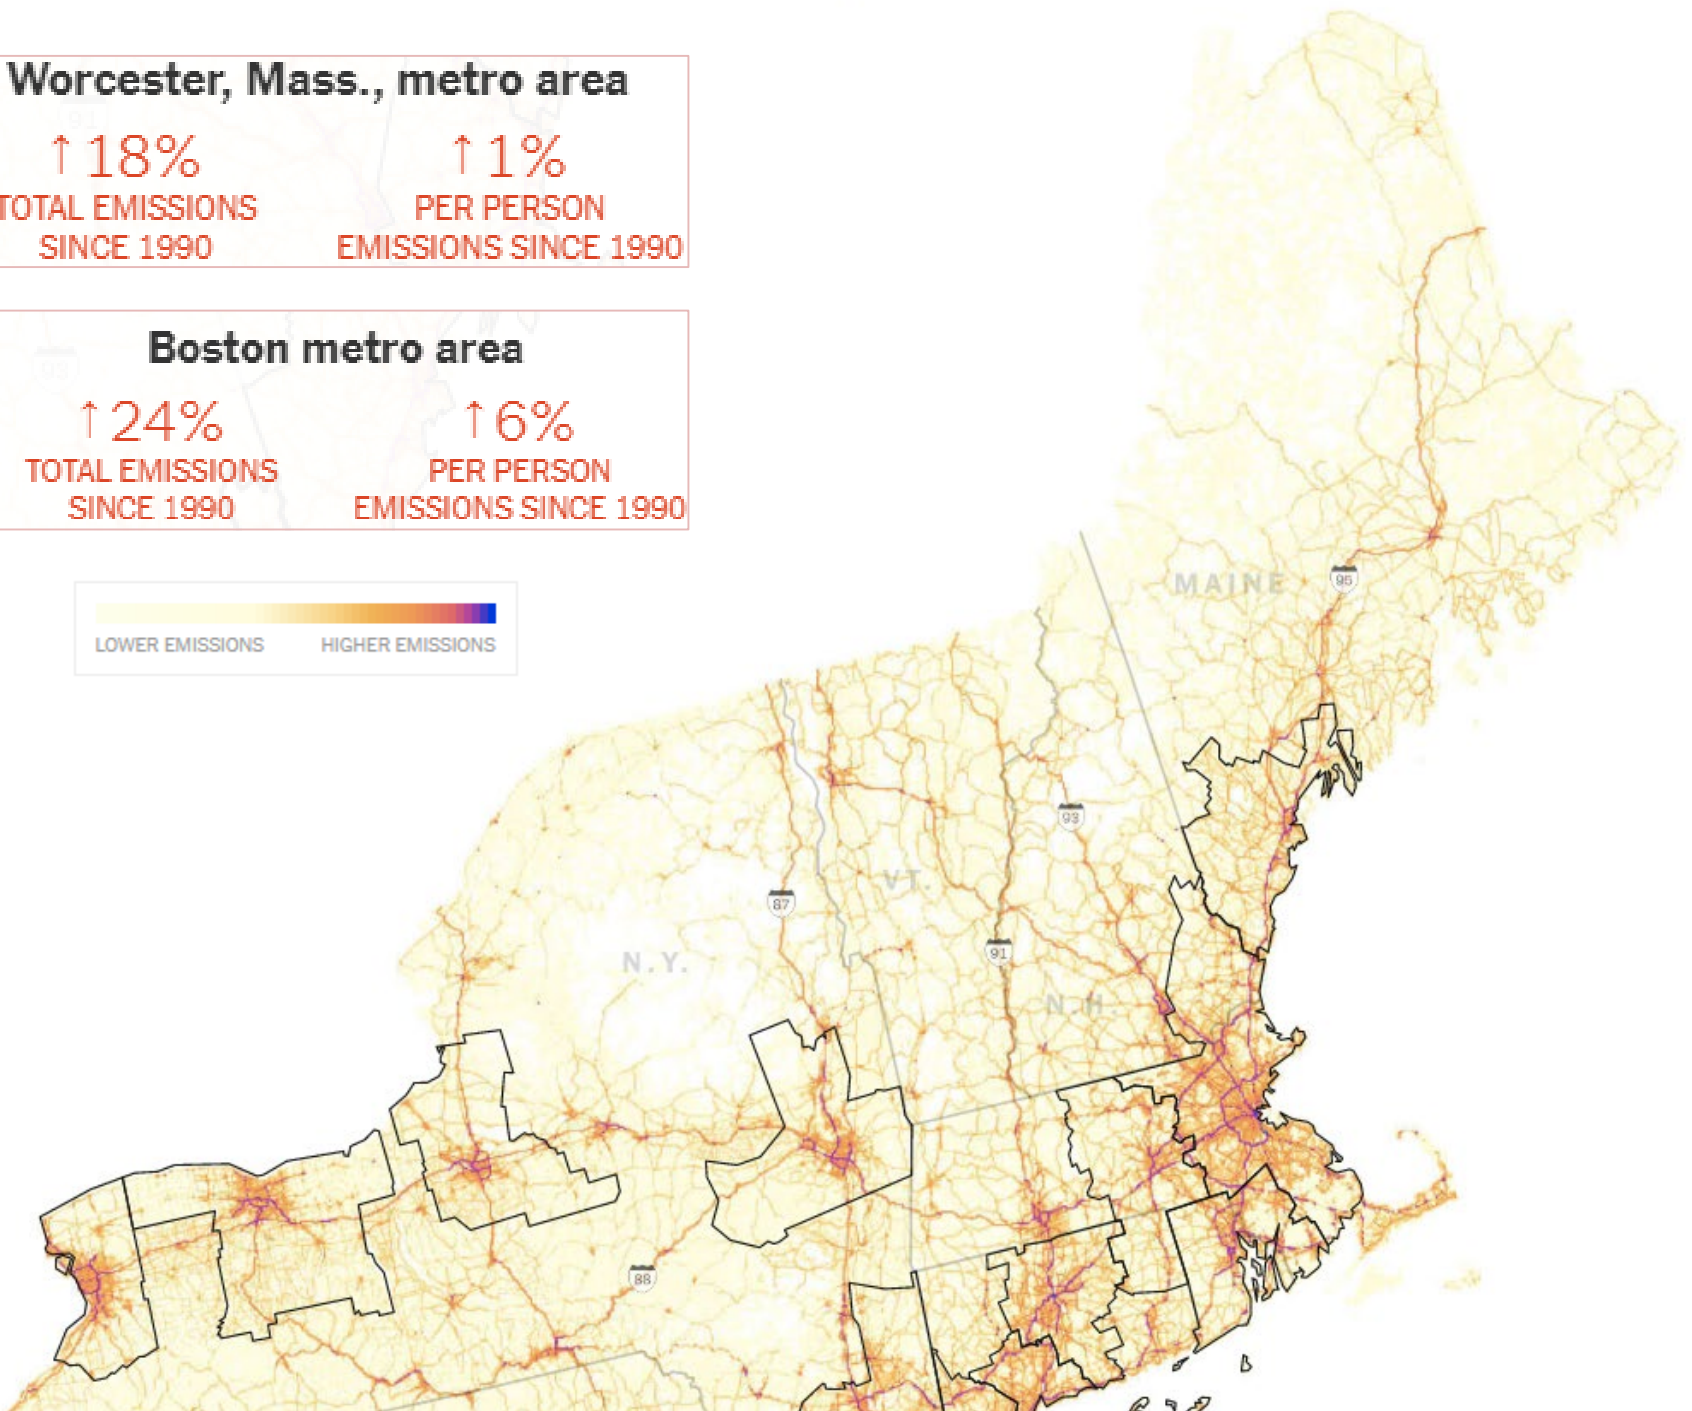 Worcester, Mass., metro area
↑18% ↑1%
TOTAL EMISSIONS PER PERSON
SINCE 1990 EMISSIONS SINCE 1990
Boston metro area
↑24% ↑6%
TOTAL EMISSIONS PER PERSON
SINCE 1990 EMISSIONS SINCE 1990
LOWER EMISSIONS HIGHER EMISSIONS
MAINE
95
93
VT.
87
91
N.Y.
N.H.
88